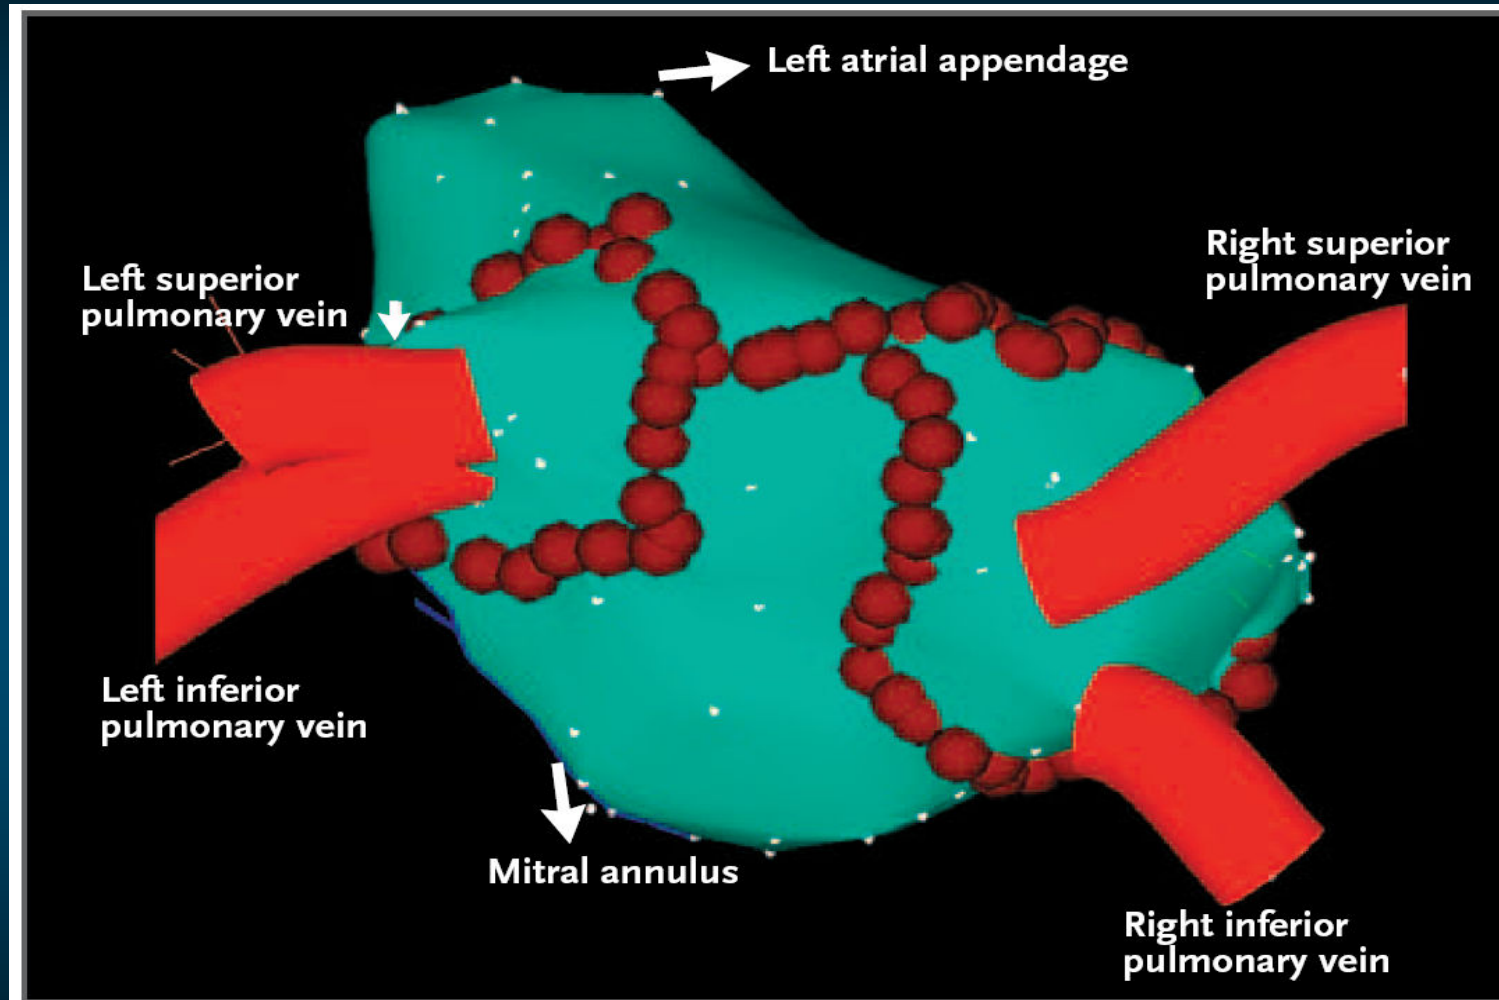 Left atrial appendage
Right superior
pulmonary vein
Left superior
pulmonary vein
Left inferior
pulmonary vein
Mitral annulus
Right inferior
pulmonary vein